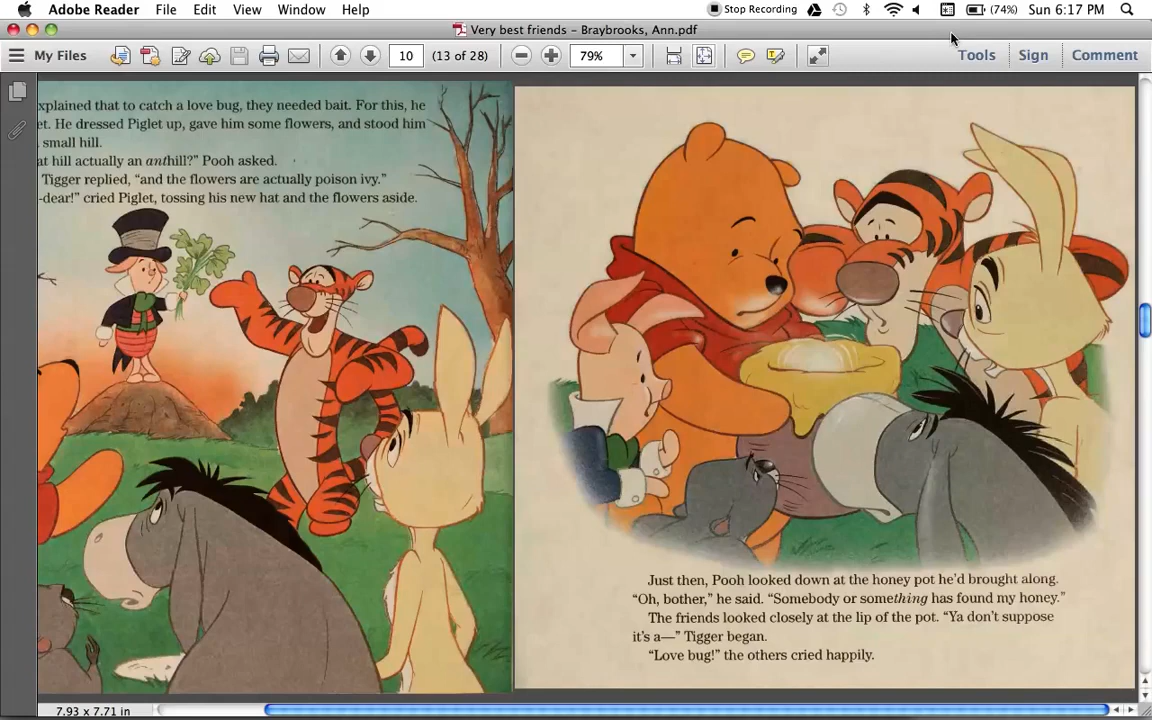 Adobe Reader File Edit View Window Help Stop Recording (74%) Sun 6:17 PM
Very best friends – Braybrooks, Ann.pdf
My Files 10 (13 of 28) 79% Tools Sign Comment
xplained that to catch a love bug, they needed bait. For this, he
et. He dressed Piglet up, gave him some flowers, and stood him
small hill.
at hill actually an anthill?” Pooh asked.
Tigger replied, “and the flowers are actually poison ivy.”
-dear!” cried Piglet, tossing his new hat and the flowers aside.
Just then, Pooh looked down at the honey pot he’d brought along.
“Oh, bother,” he said. “Somebody or something has found my honey.”
The friends looked closely at the lip of the pot. “Ya don’t suppose
it’s a—” Tigger began.
“Love bug!” the others cried happily.
7.93 x 7.71 in